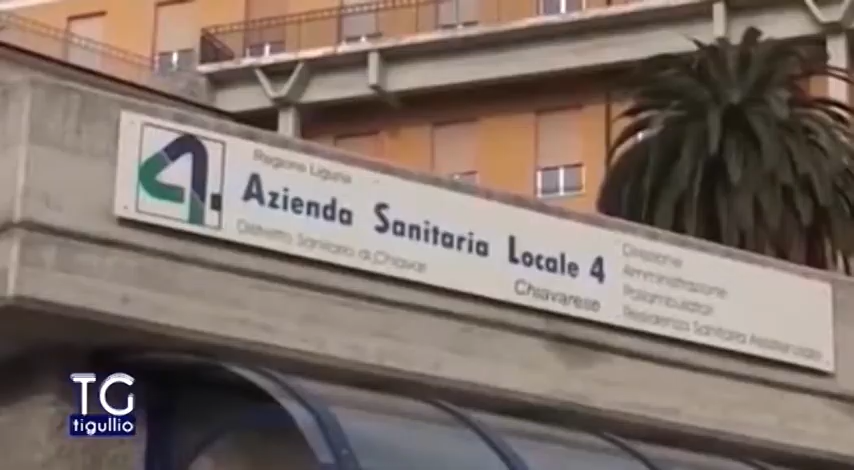 Regione Liguria
Azienda Sanitaria Locale 4
Chiavarese
Distretto Sanitario di Chiavari
Direzione
Amministrazione
Poliambulatori
Residenza Sanitaria Assistenziale
TG
tigullio